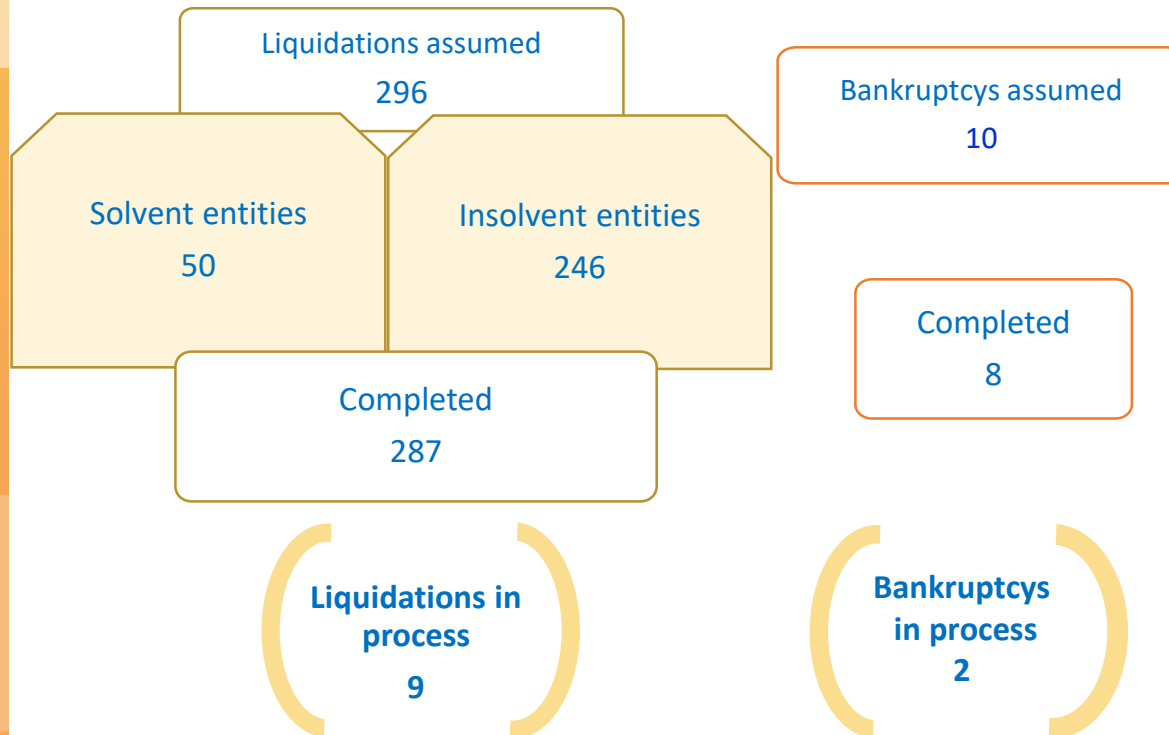 Liquidations assumed
296
Bankruptcys assumed
10
Solvent entities
50
Insolvent entities
246
Completed
287
Completed
8
Liquidations in
process
9
Bankruptcys
in process
2